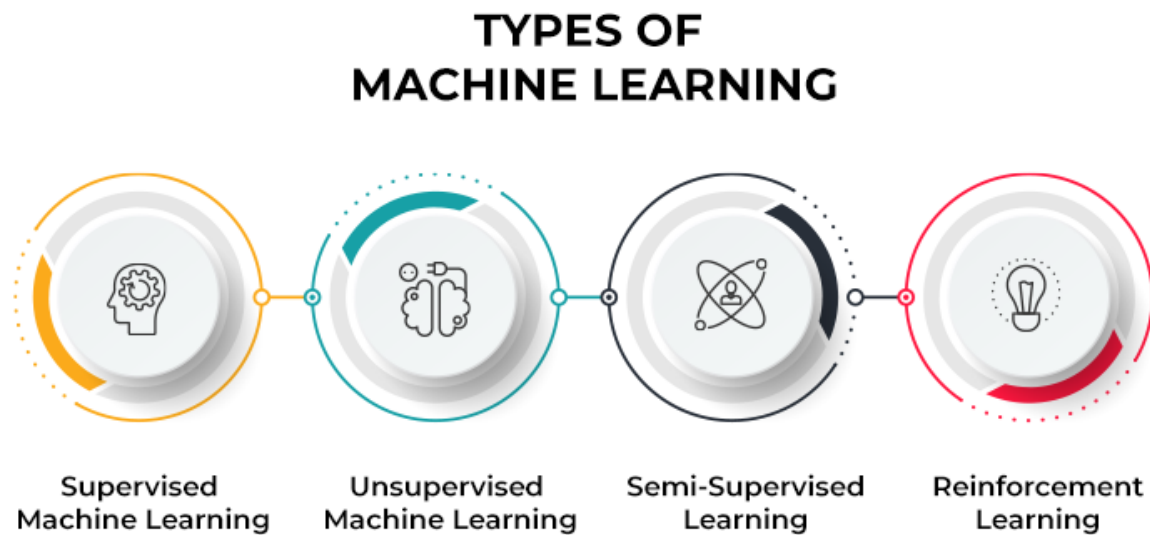 TYPES OF
MACHINE LEARNING
Supervised
Machine Learning
Unsupervised
Machine Learning
Semi-Supervised
Learning
Reinforcement
Learning